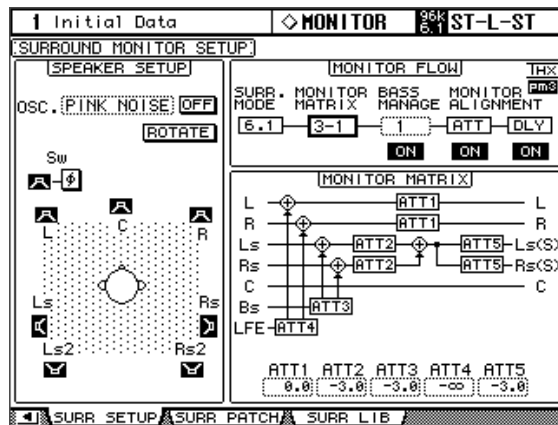 1 Initial Data
◇MONITOR
96k 6.1 ST-L-ST
SURROUND MONITOR SETUP
SPEAKER SETUP
OSC. PINK NOISE OFF
ROTATE
Sw
ϕ
L
C
R
Ls
Rs
Ls2
Rs2
MONITOR FLOW
THX
pm3
SURR. MODE
MONITOR MATRIX
BASS MANAGE
MONITOR ALIGNMENT
6.1 3-1 1 ATT DLY
ON ON ON
MONITOR MATRIX
L ATT1 L
R ATT1 R
Ls ATT2 ATT5 Ls(S)
Rs ATT2 ATT5 Rs(S)
C C
Bs ATT3
LFE ATT4
ATT1 ATT2 ATT3 ATT4 ATT5
0.0 -3.0 -3.0 -∞ -3.0
SURR SETUP SURR PATCH SURR LIB